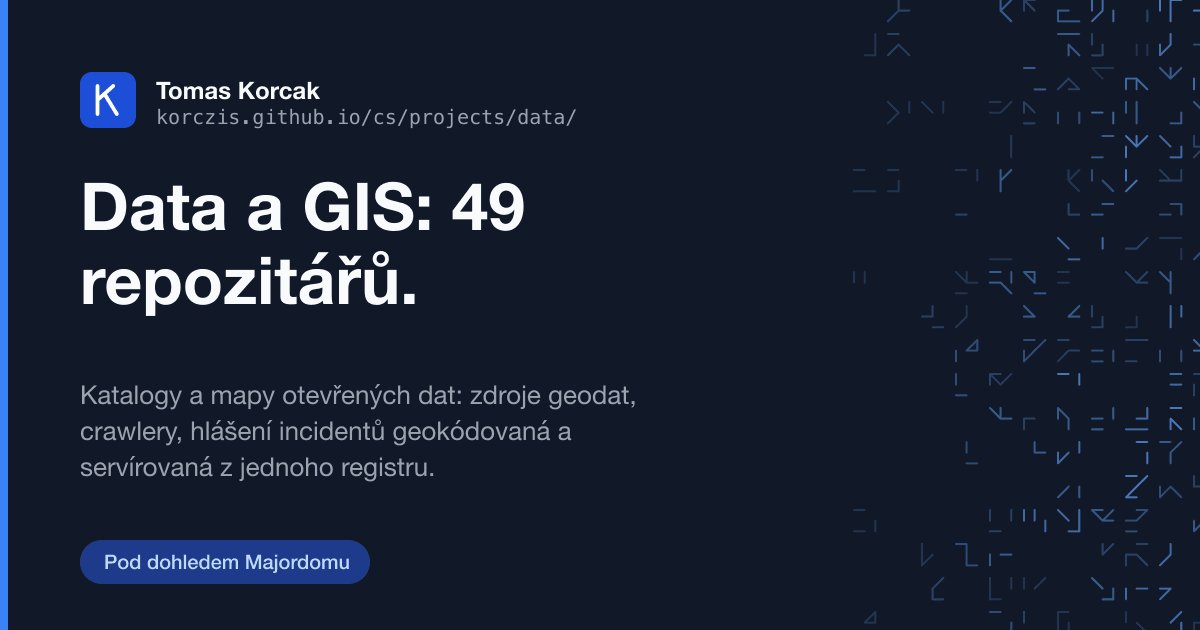 Tomas Korcak
korczis.github.io/cs/projects/data/
Data a GIS: 49
repozitářů.
Katalogy a mapy otevřených dat: zdroje geodat,
crawlery, hlášení incidentů geokódovaná a
servírovaná z jednoho registru.
Pod dohledem Majordomu